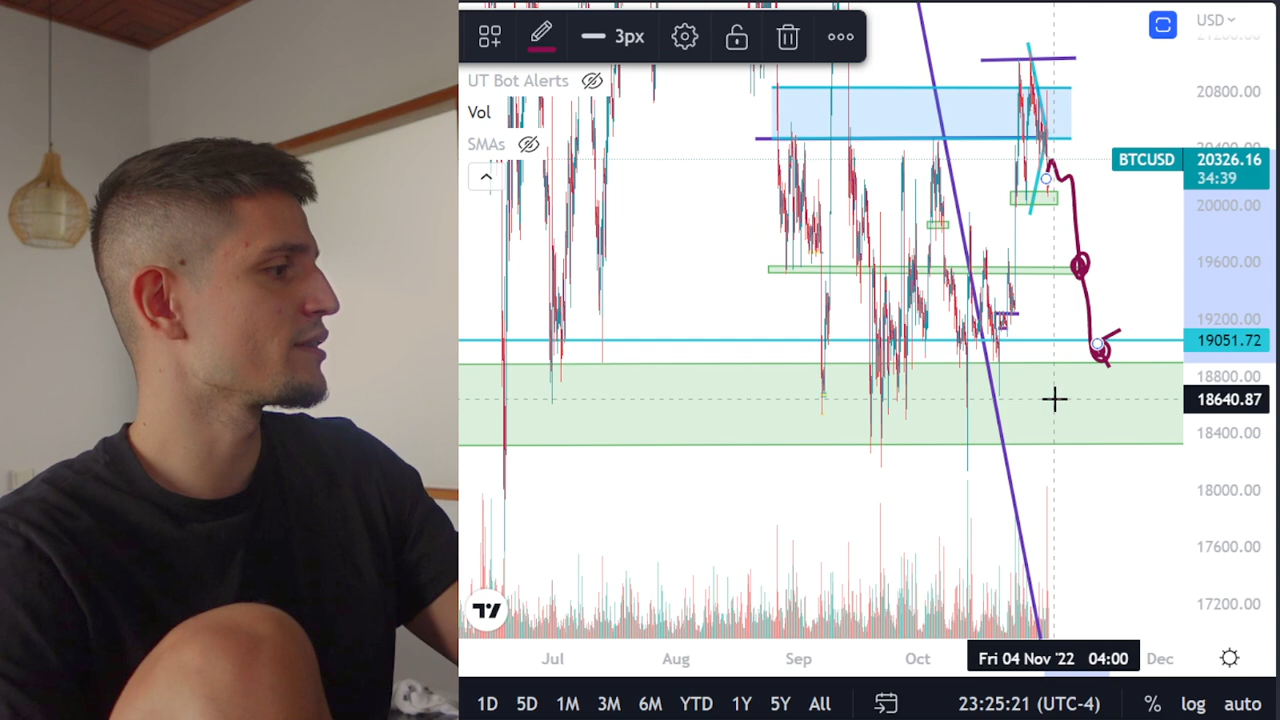 3px
USD
UT Bot Alerts
Vol
SMAs
20800.00
BTCUSD 20326.16
34:39
20000.00
19600.00
19200.00
19051.72
18800.00
18640.87
18400.00
18000.00
17600.00
17200.00
Jul Aug Sep Oct Fri 04 Nov '22 04:00 Dec
1D 5D 1M 3M 6M YTD 1Y 5Y All 23:25:21 (UTC-4) % log auto